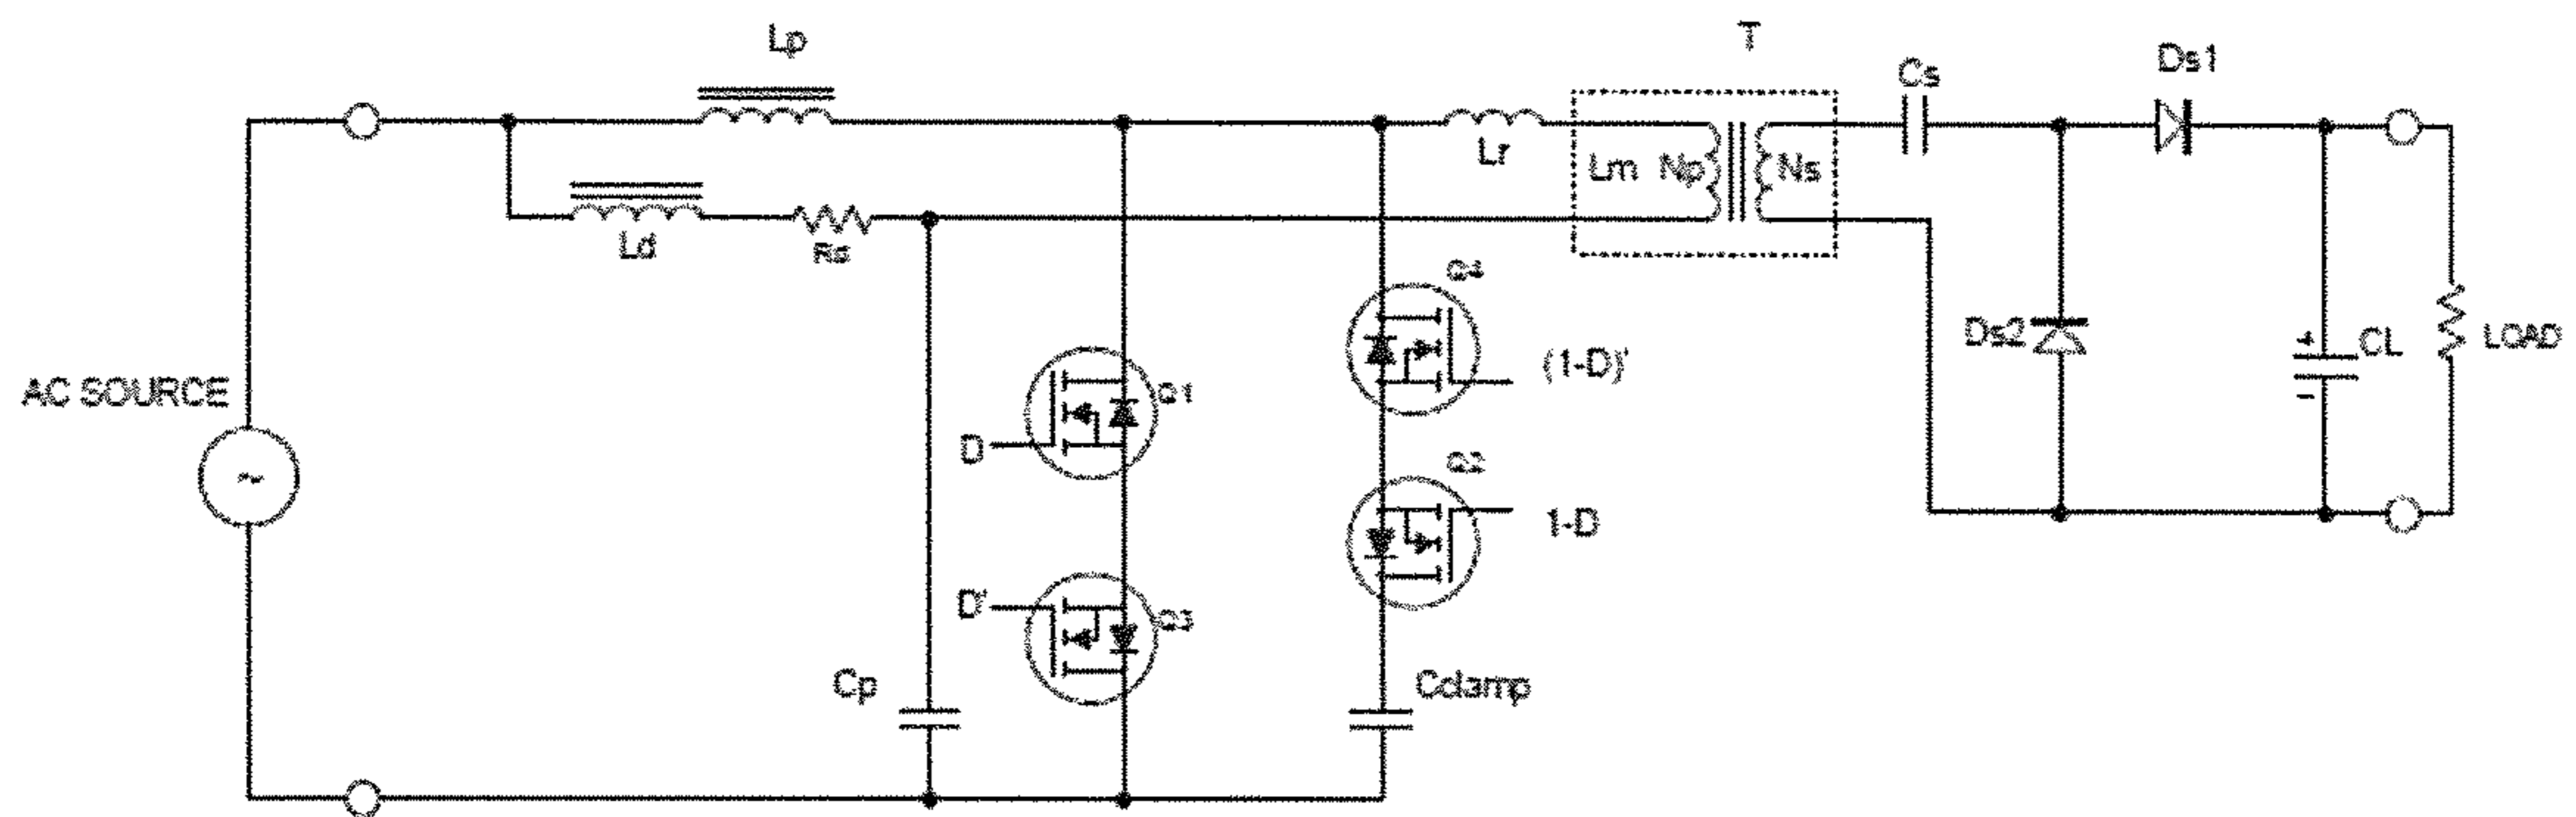 Lp
T
Cs
Ds1
Lr
Lm Np
Ns
Ld
Rs
Q4
(1-D)'
Ds2
+
CL
LOAD
AC SOURCE
~
Q1
D
Q2
1-D
D'
Q3
Cp
Cclamp